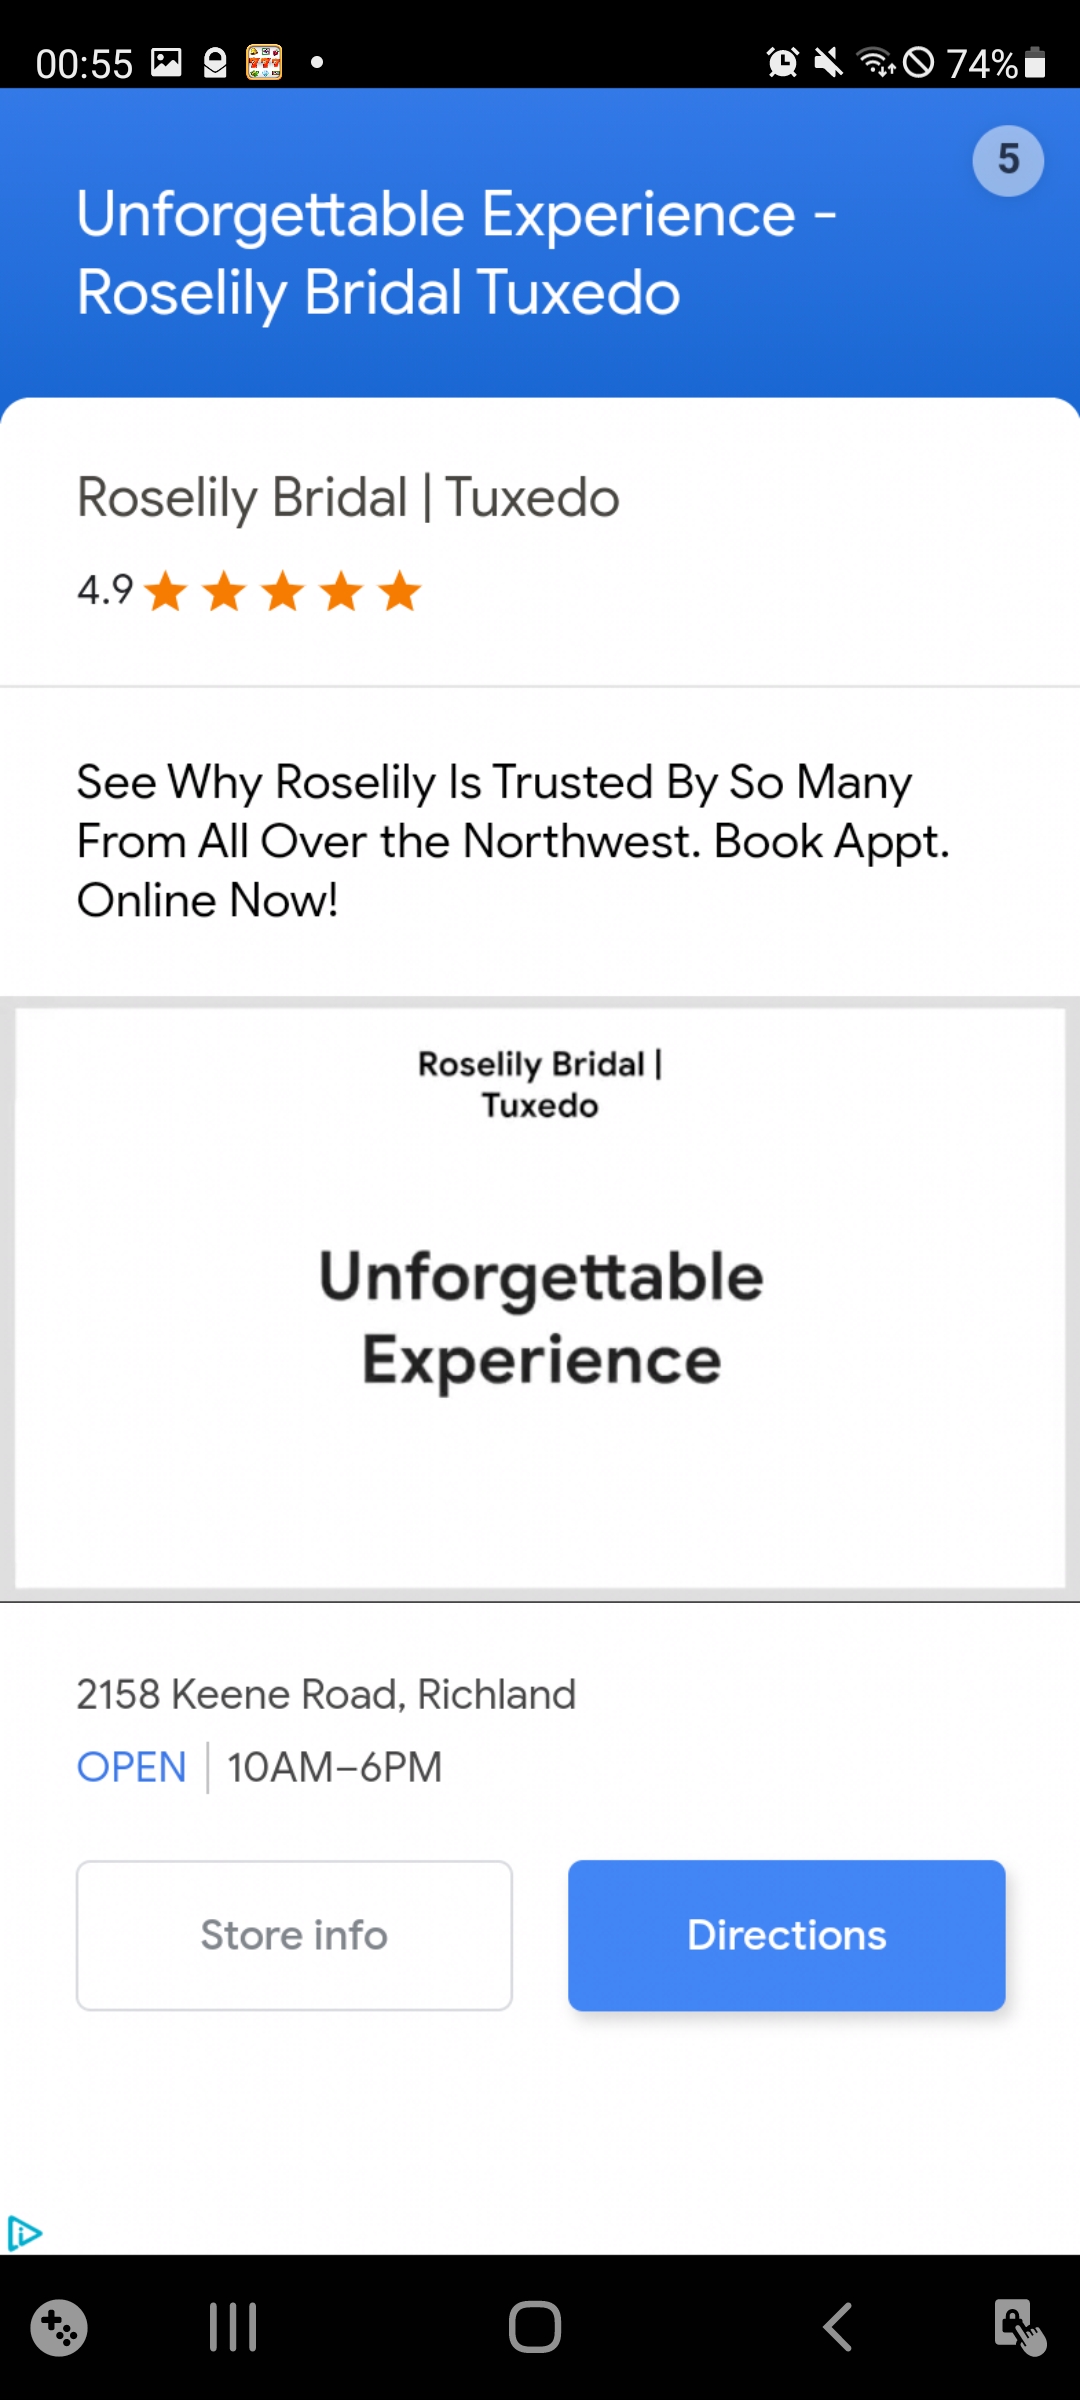 00:55
777
74%
5
Unforgettable Experience -
Roselily Bridal Tuxedo
Roselily Bridal | Tuxedo
4.9
See Why Roselily Is Trusted By So Many
From All Over the Northwest. Book Appt.
Online Now!
Roselily Bridal |
Tuxedo
Unforgettable
Experience
2158 Keene Road, Richland
OPEN | 10AM–6PM
Store info
Directions